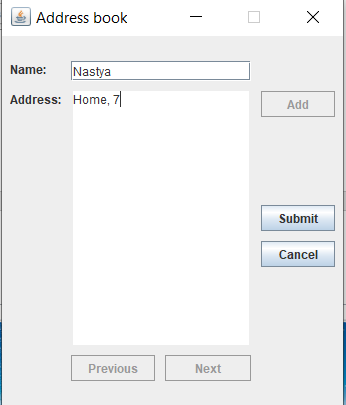 Address book
Name:
Nastya
Address:
Home, 7
Add
Submit
Cancel
Previous
Next